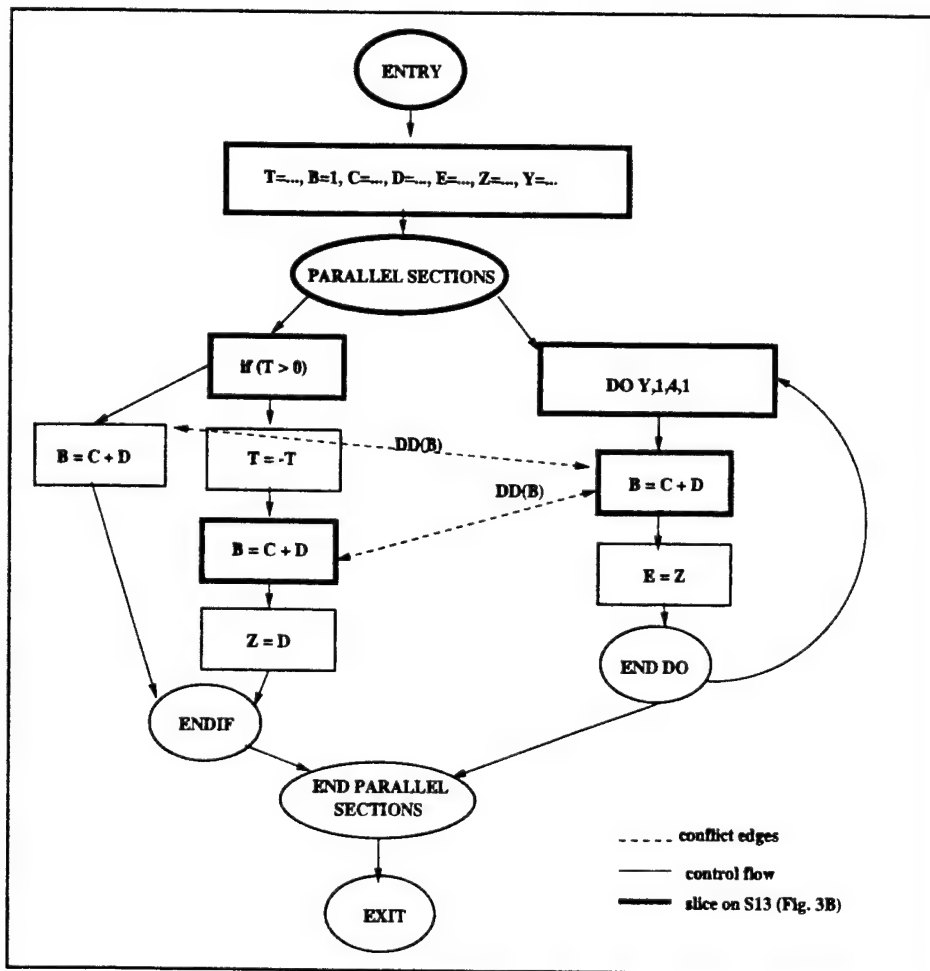 ENTRY
T=..., B=1, C=..., D=..., E=..., Z=..., Y=...
PARALLEL SECTIONS
if (T > 0)
DO Y,1,4,1
B = C + D
T = -T
DD(B)
B = C + D
DD(B)
B = C + D
E = Z
Z = D
END DO
ENDIF
END PARALLEL
SECTIONS
conflict edges
control flow
slice on S13 (Fig. 3B)
EXIT